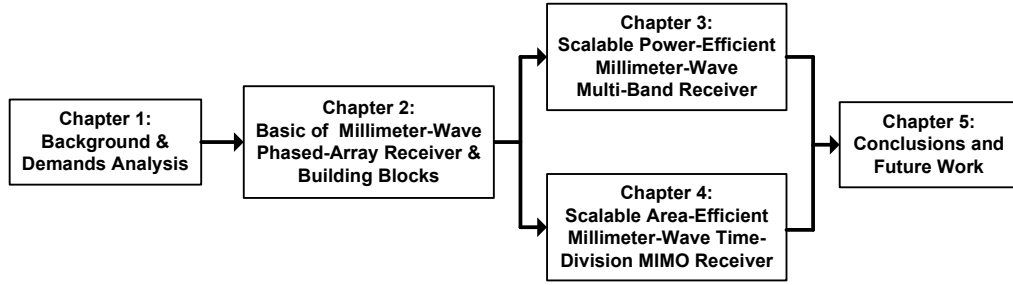 Chapter 1:
Background &
Demands Analysis
Chapter 2:
Basic of Millimeter-Wave
Phased-Array Receiver &
Building Blocks
Chapter 3:
Scalable Power-Efficient
Millimeter-Wave
Multi-Band Receiver
Chapter 4:
Scalable Area-Efficient
Millimeter-Wave Time-
Division MIMO Receiver
Chapter 5:
Conclusions and
Future Work